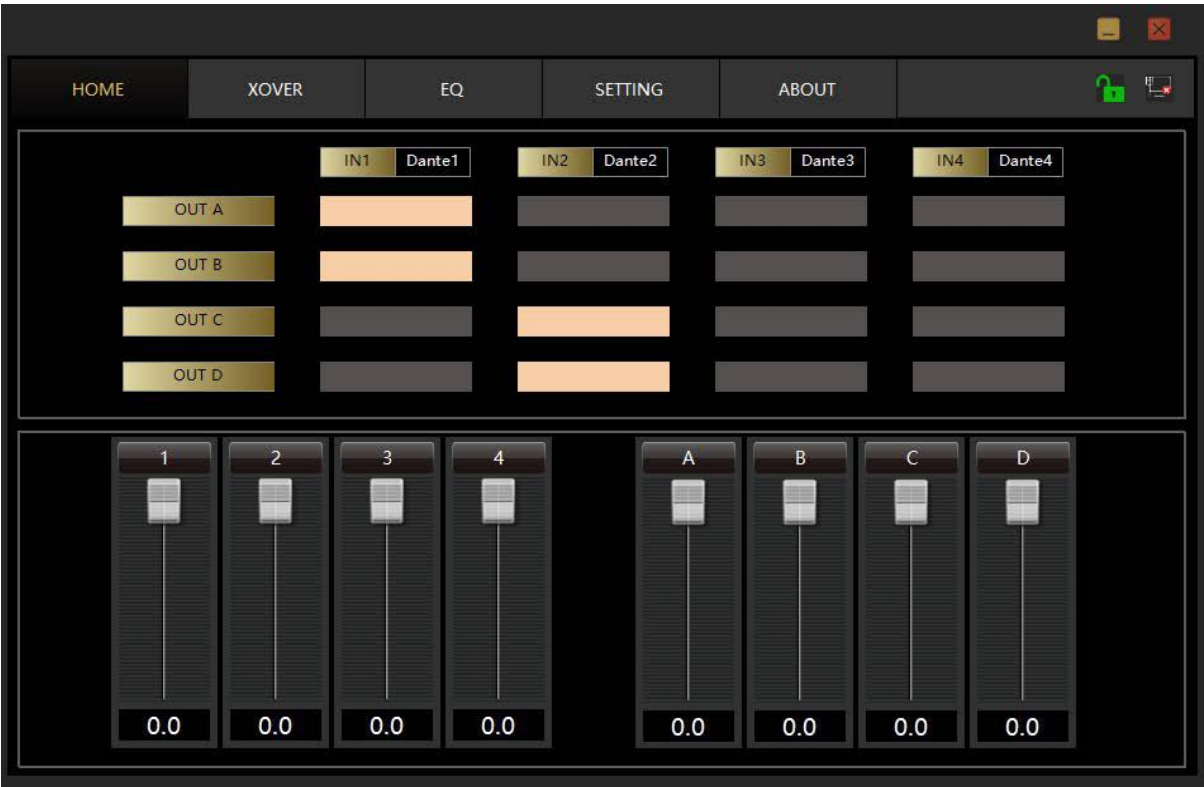 HOME XOVER EQ SETTING ABOUT
IN1 Dante1 IN2 Dante2 IN3 Dante3 IN4 Dante4
OUT A
OUT B
OUT C
OUT D
1 2 3 4 A B C D
0.0 0.0 0.0 0.0 0.0 0.0 0.0 0.0